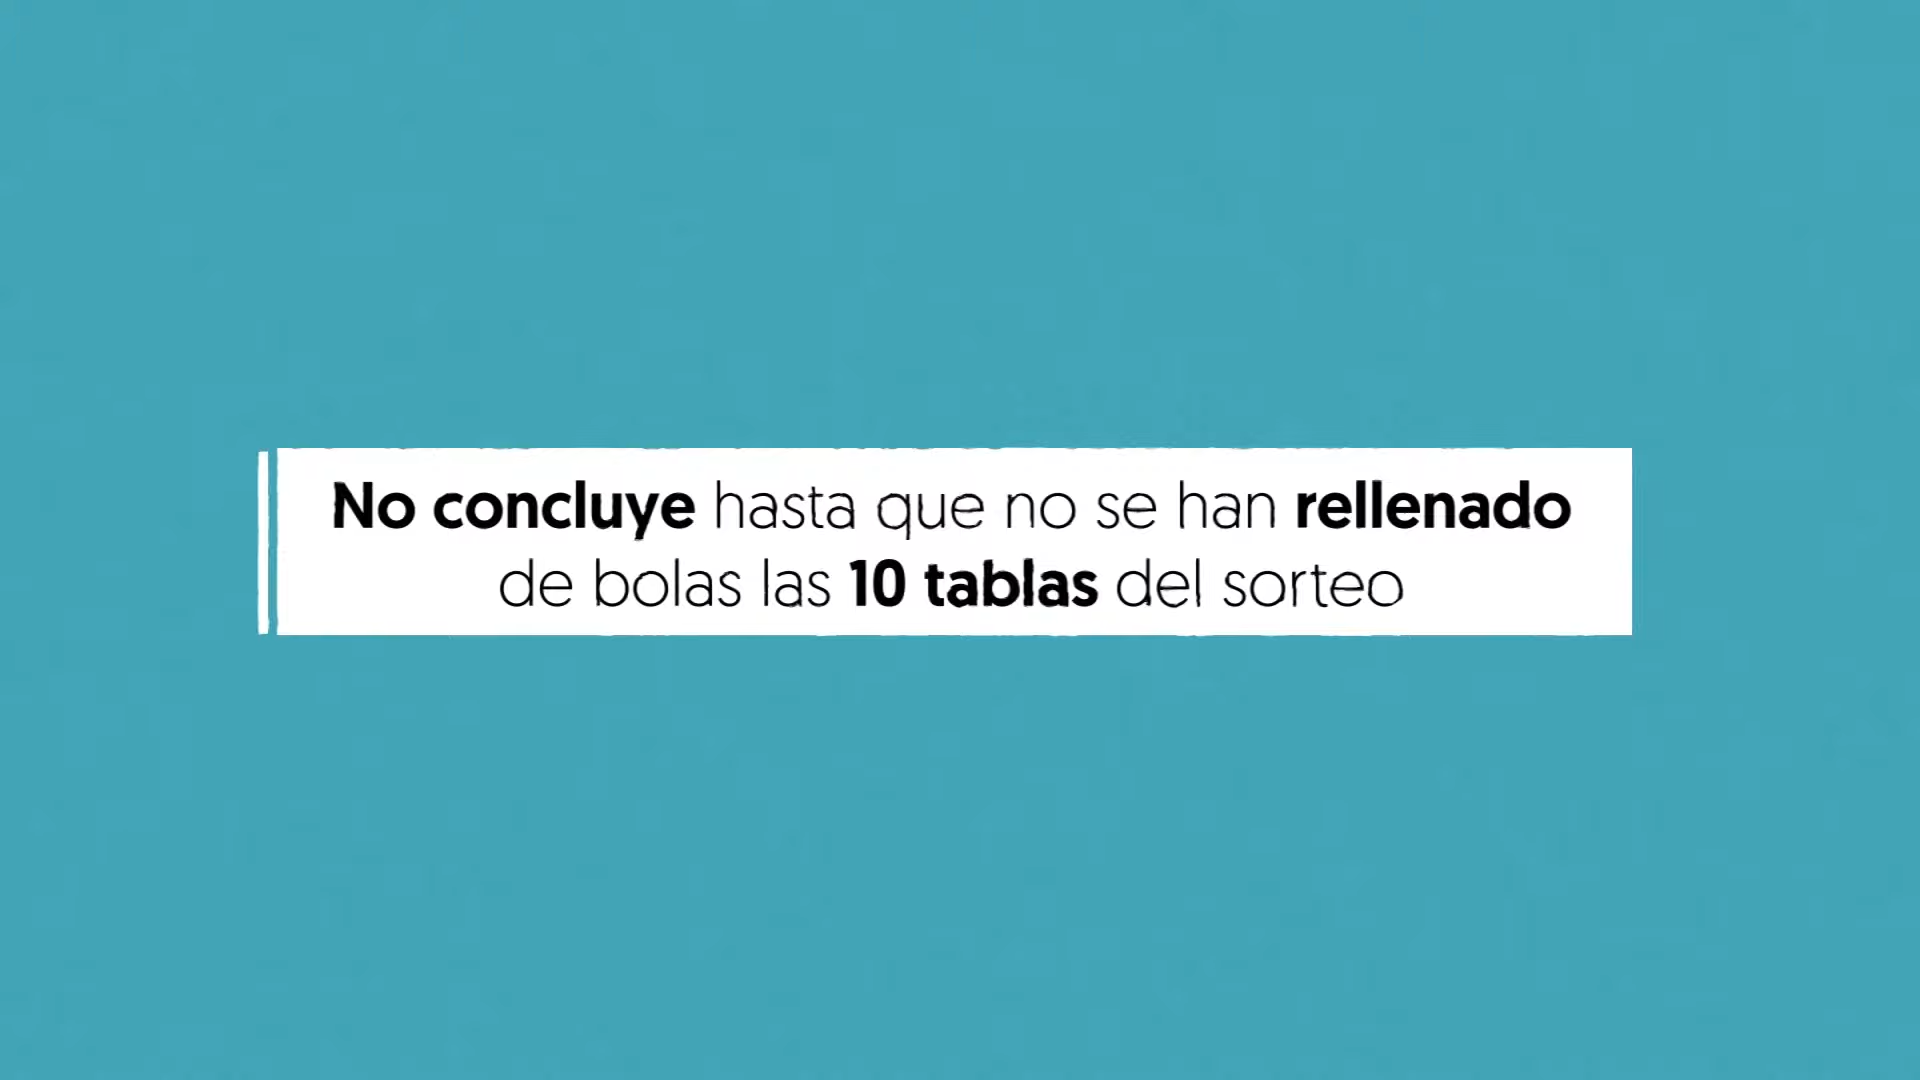 No concluye hasta que no se han rellenado
de bolas las 10 tablas del sorteo